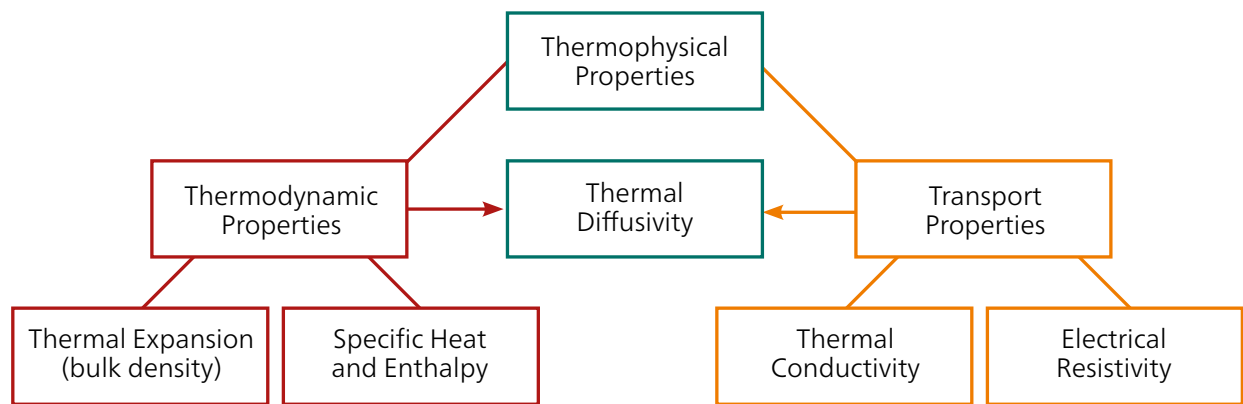 Thermophysical
Properties
Thermodynamic
Properties
Thermal
Diffusivity
Transport
Properties
Thermal Expansion
(bulk density)
Specific Heat
and Enthalpy
Thermal
Conductivity
Electrical
Resistivity